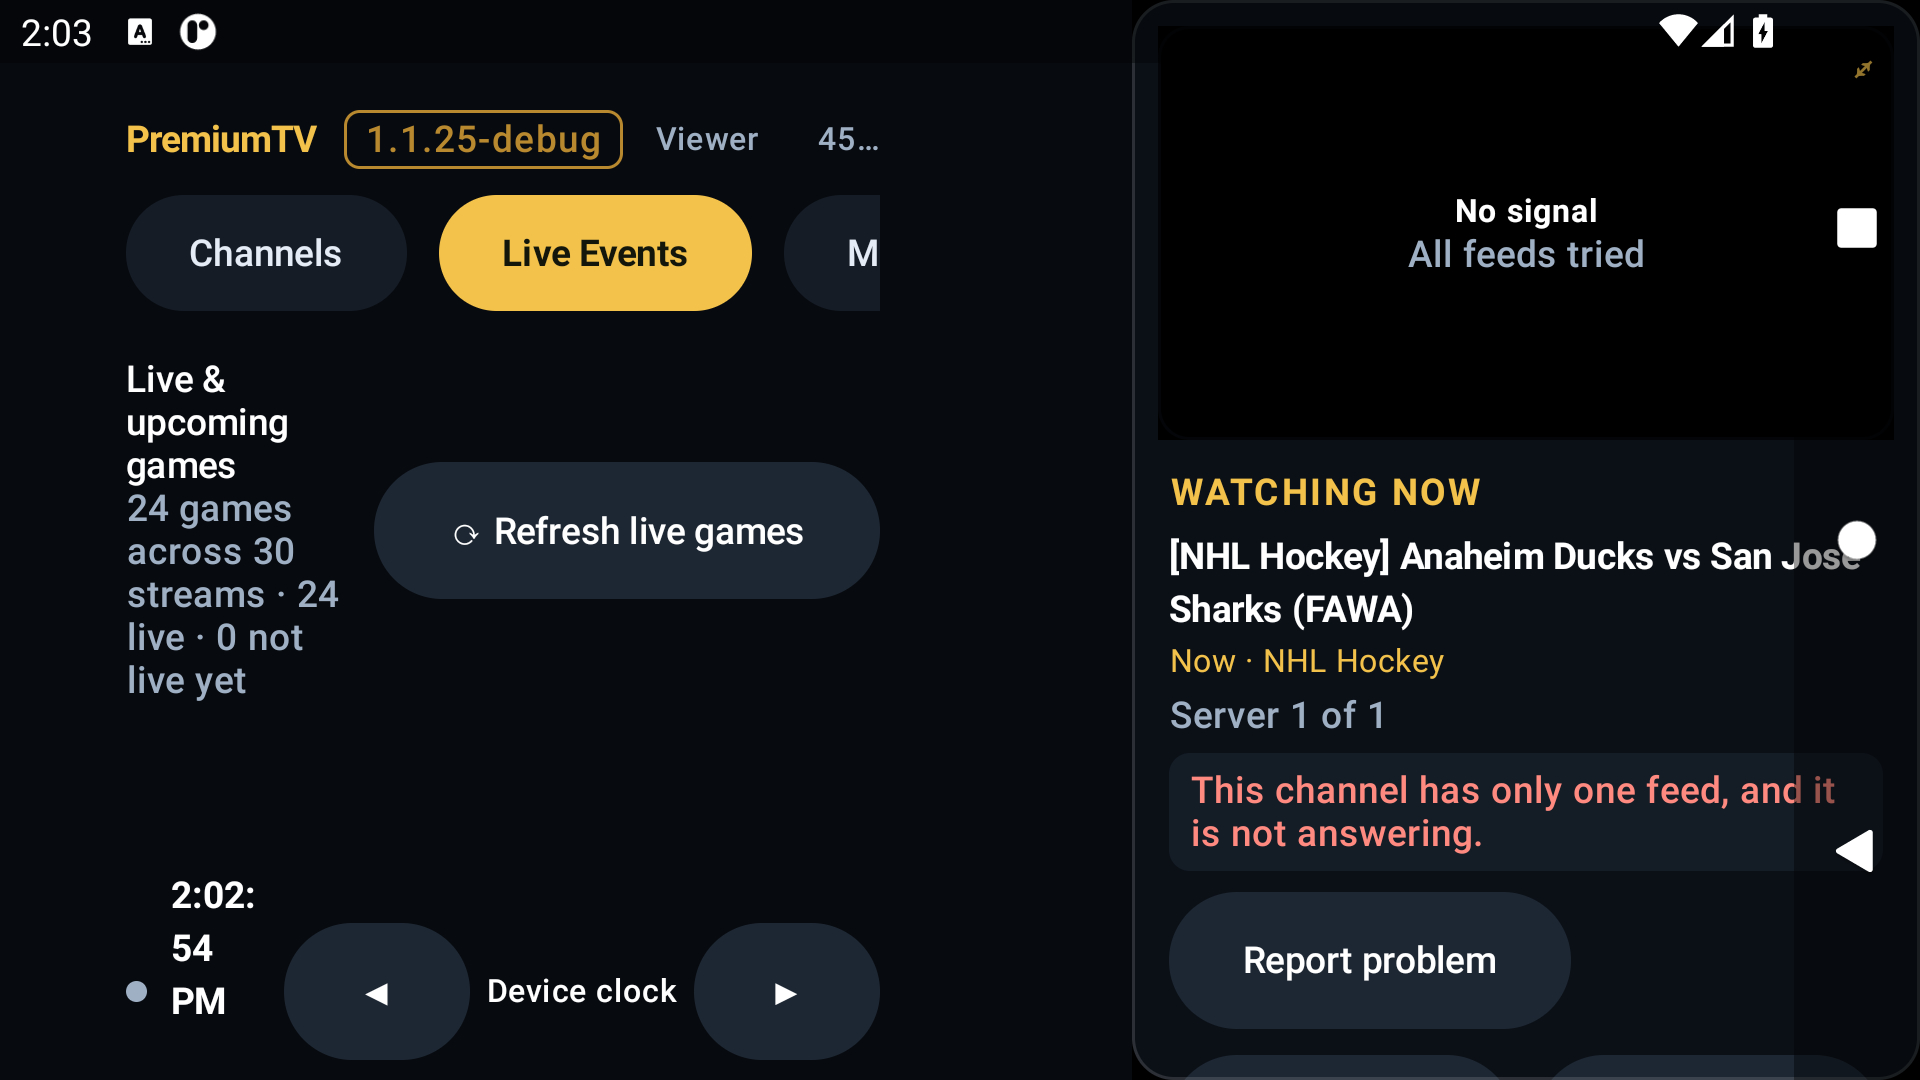 2:03
PremiumTV
1.1.25-debug
Viewer
45...
Channels
Live Events
M
Live &
upcoming
games
24 games
across 30
streams · 24
live · 0 not
live yet
⟳ Refresh live games
2:02:
54
PM
◀
Device clock
▶
No signal
All feeds tried
WATCHING NOW
[NHL Hockey] Anaheim Ducks vs San Jose
Sharks (FAWA)
Now · NHL Hockey
Server 1 of 1
This channel has only one feed, and it
is not answering.
Report problem